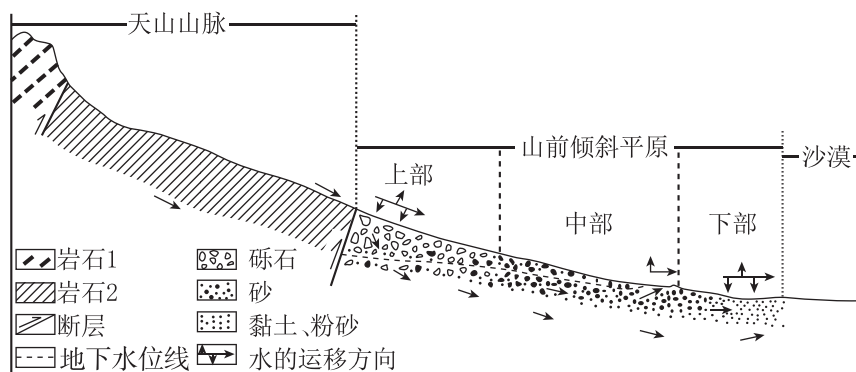 天山山脉
山前倾斜平原
沙漠
上部
中部
下部
岩石1
砾石
岩石2
砂
断层
黏土、粉砂
地下水位线
水的运移方向